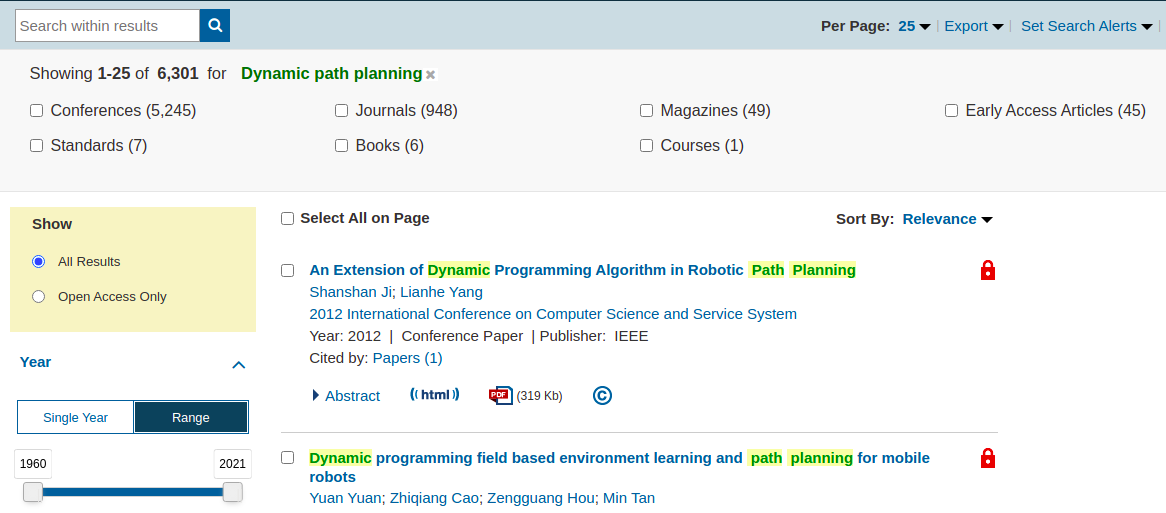 Search within results
Per Page: 25 | Export | Set Search Alerts |
Showing 1-25 of 6,301 for Dynamic path planning ×
Conferences (5,245) Journals (948) Magazines (49) Early Access Articles (45)
Standards (7) Books (6) Courses (1)
Show
All Results
Open Access Only
Year
Single Year Range
1960 2021
Select All on Page
Sort By: Relevance
An Extension of Dynamic Programming Algorithm in Robotic Path Planning
Shanshan Ji; Lianhe Yang
2012 International Conference on Computer Science and Service System
Year: 2012 | Conference Paper | Publisher: IEEE
Cited by: Papers (1)
Abstract ((html)) PDF (319 Kb) ©
Dynamic programming field based environment learning and path planning for mobile
robots
Yuan Yuan; Zhiqiang Cao; Zengguang Hou; Min Tan